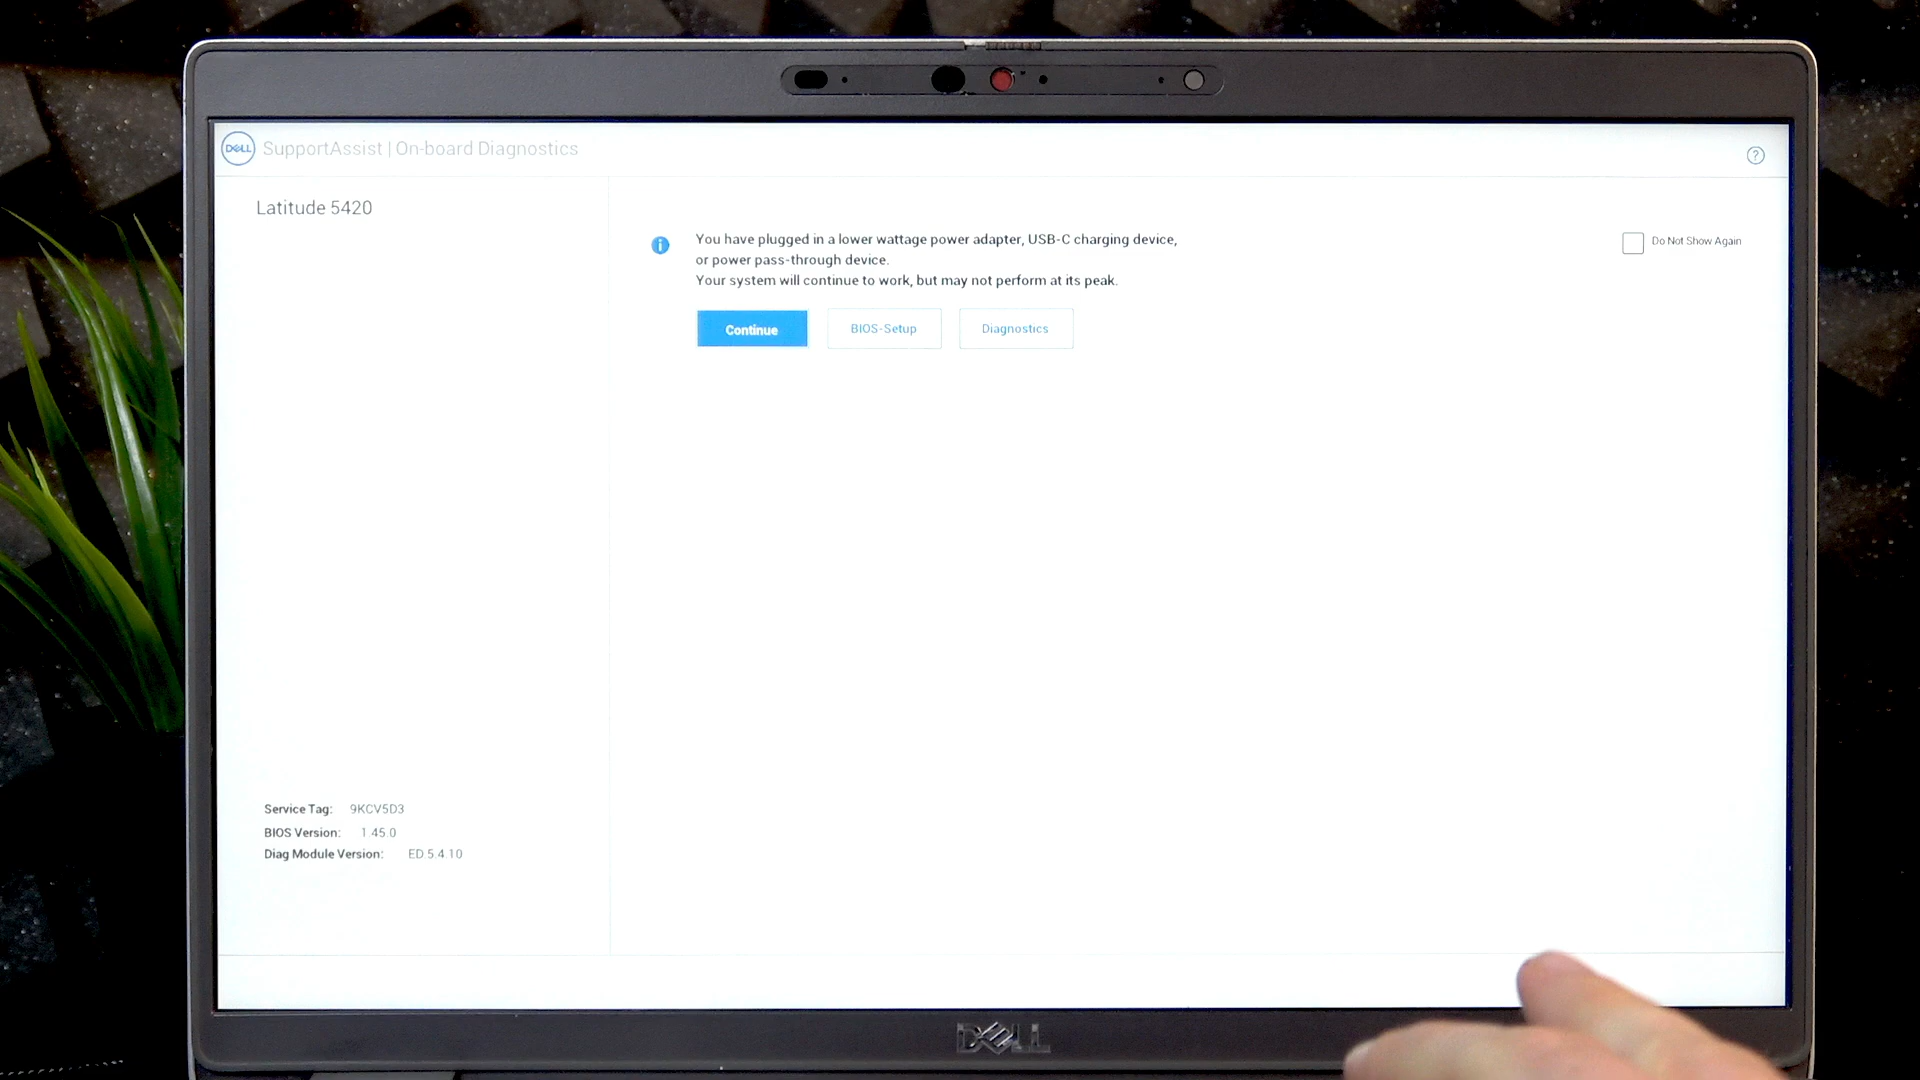 DELL SupportAssist | On-board Diagnostics
?
Latitude 5420
i
You have plugged in a lower wattage power adapter, USB-C charging device,
or power pass-through device.
Your system will continue to work, but may not perform at its peak.
Do Not Show Again
Continue
BIOS-Setup
Diagnostics
Service Tag: 9KCV5D3
BIOS Version: 1.45.0
Diag Module Version: ED.5.4.10
DELL